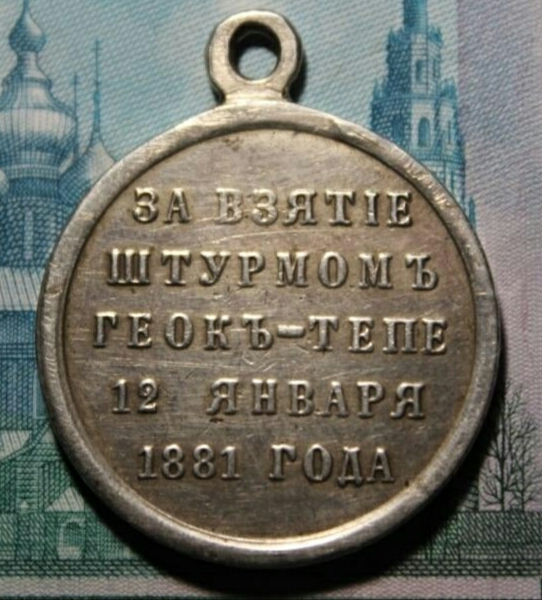 ЗА ВЗЯТІЕ
ШТУРМОМЪ
ГЕОКЪ-ТЕПЕ
12 ЯНВАРЯ
1881 ГОДА